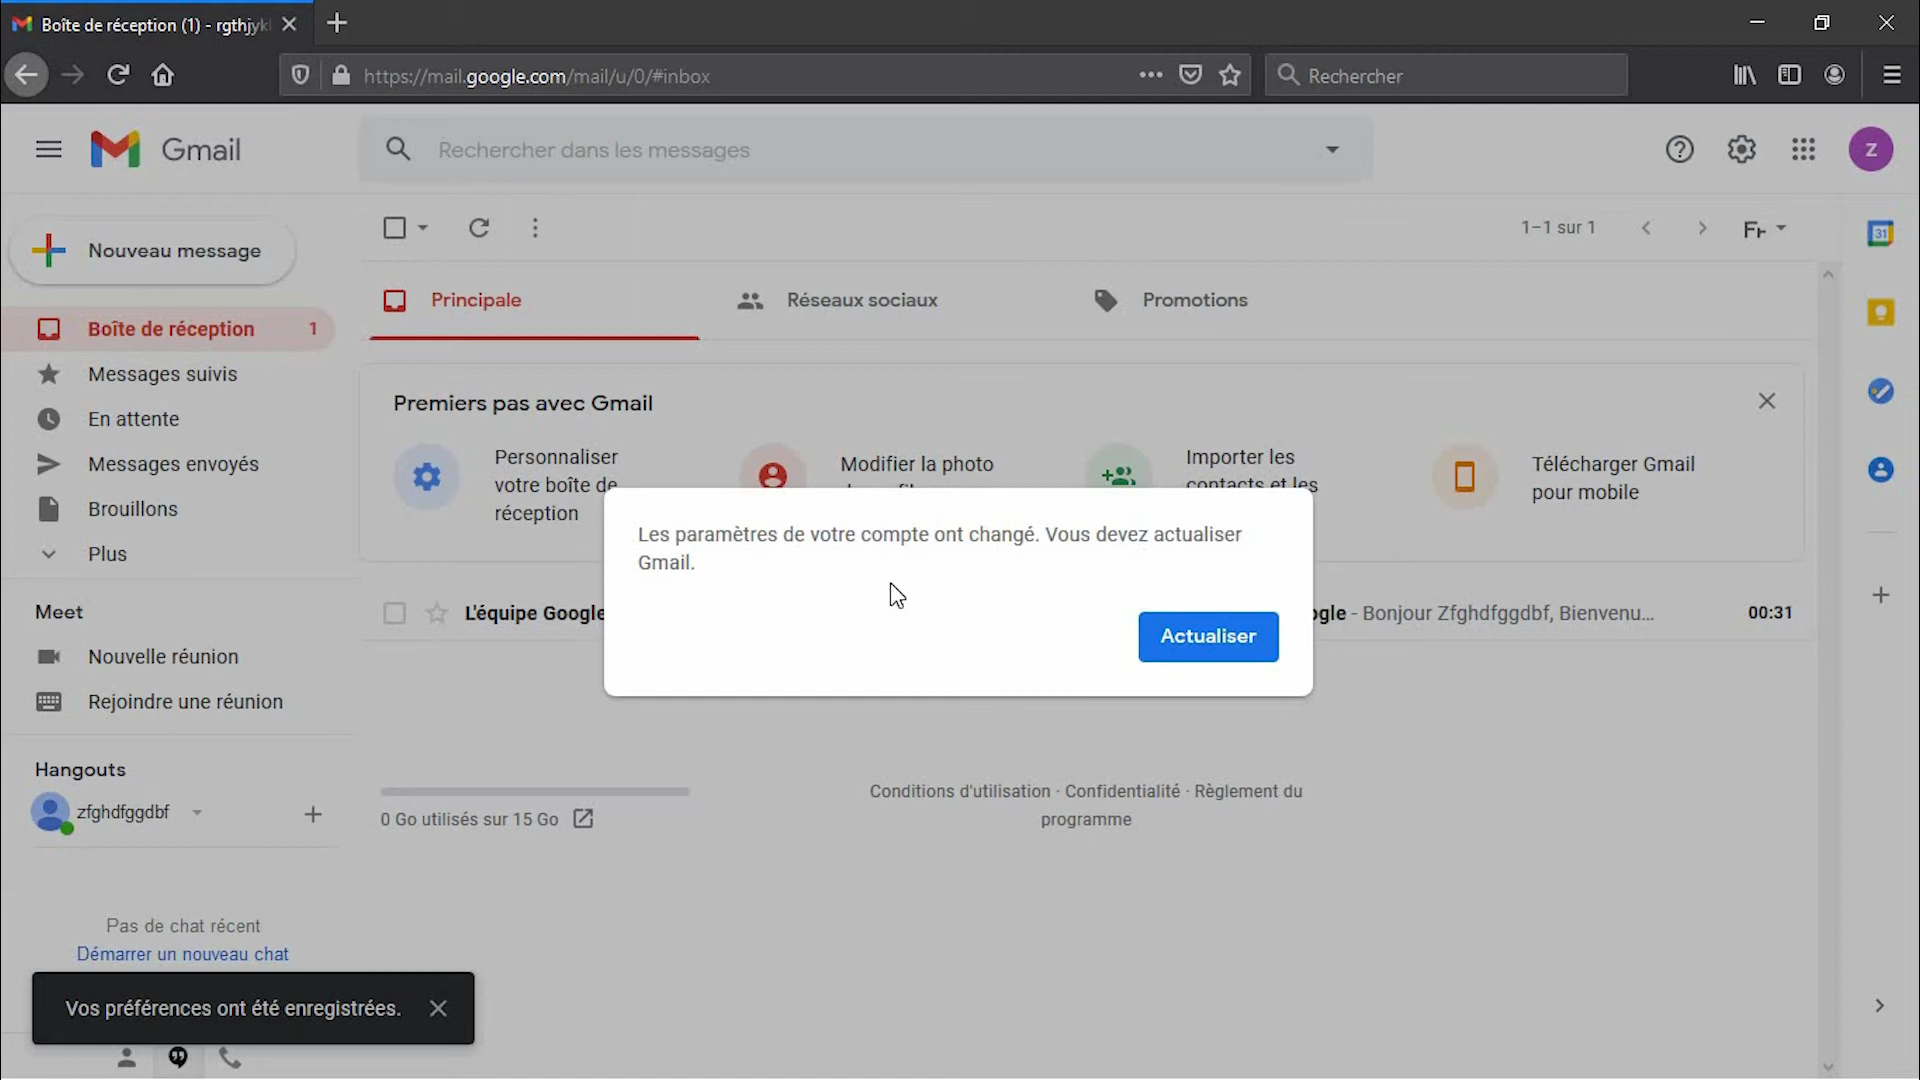 Boîte de réception (1) - rgthjyk
https://mail.google.com/mail/u/0/#inbox
Rechercher
Gmail
Rechercher dans les messages
z
1–1 sur 1
31
Nouveau message
Principale
Réseaux sociaux
Promotions
Boîte de réception 1
Messages suivis
En attente
Messages envoyés
Brouillons
Plus
Premiers pas avec Gmail
Personnaliser
votre boîte de
réception
Modifier la photo
Importer les
contacts et les
Télécharger Gmail
pour mobile
Les paramètres de votre compte ont changé. Vous devez actualiser
Gmail.
Actualiser
L'équipe Google
ogle - Bonjour Zfghdfggdbf, Bienvenu...
00:31
Meet
Nouvelle réunion
Rejoindre une réunion
Hangouts
zfghdfggdbf
0 Go utilisés sur 15 Go
Conditions d'utilisation · Confidentialité · Règlement du
programme
Pas de chat récent
Démarrer un nouveau chat
Vos préférences ont été enregistrées.